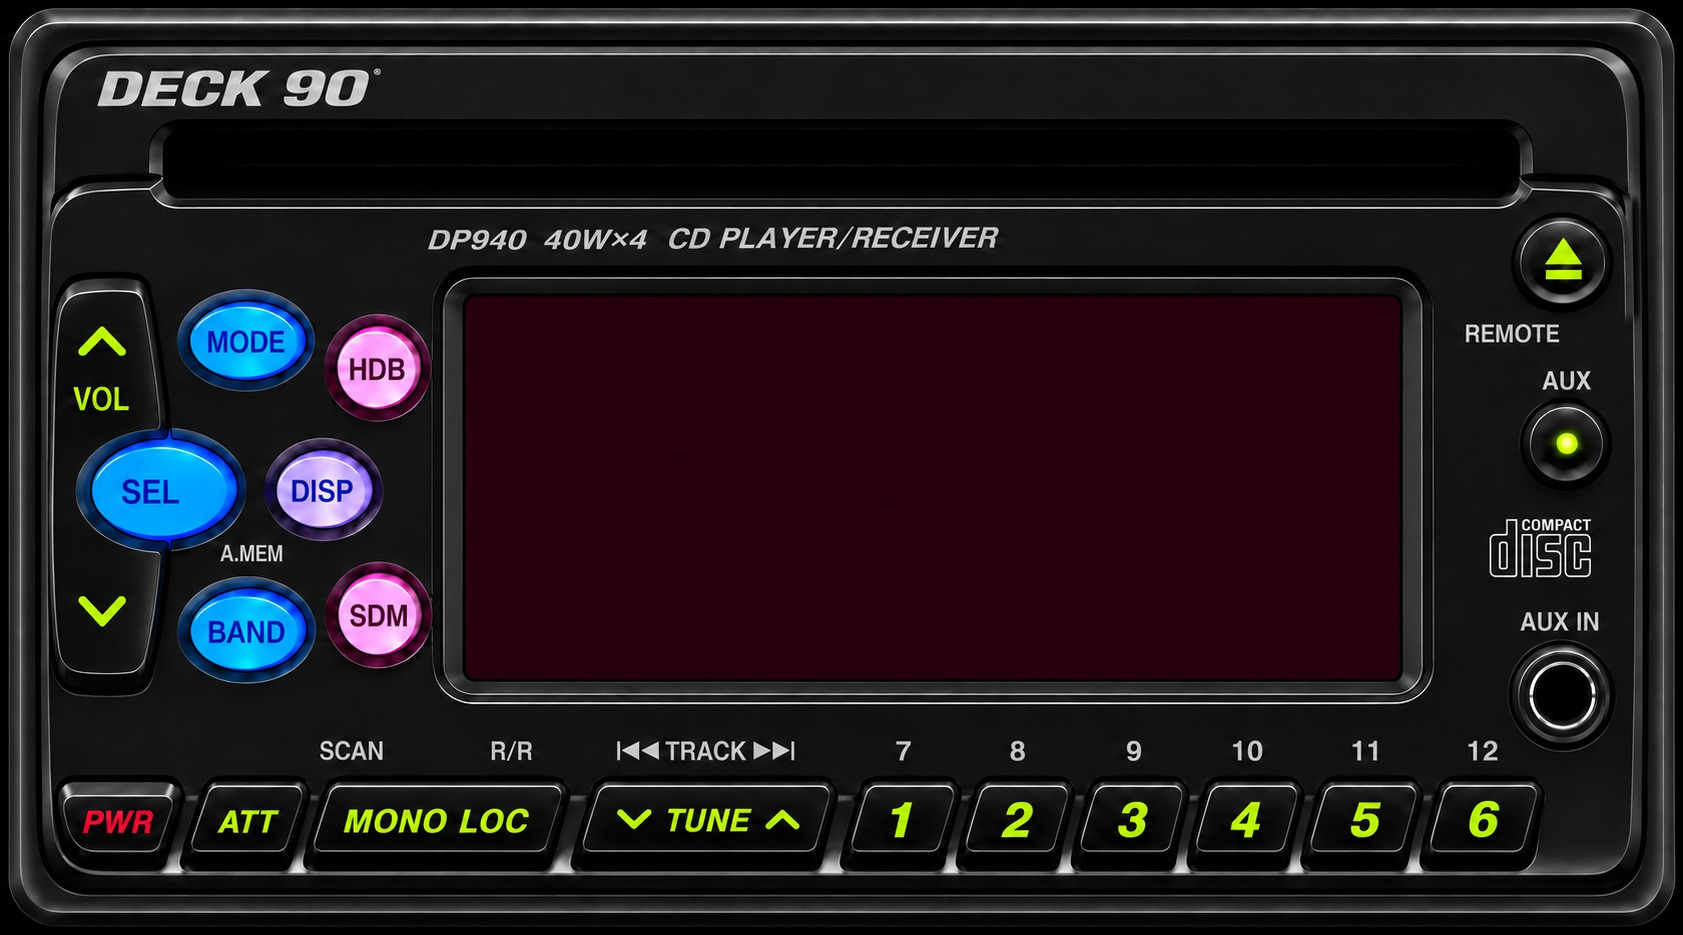 DECK 90
DP940 40W×4 CD PLAYER/RECEIVER
MODE
HDB
VOL
SEL
DISP
A.MEM
BAND
SDM
REMOTE
AUX
COMPACT
disc
AUX IN
SCAN R/R TRACK 7 8 9 10 11 12
PWR ATT MONO LOC TUNE 1 2 3 4 5 6